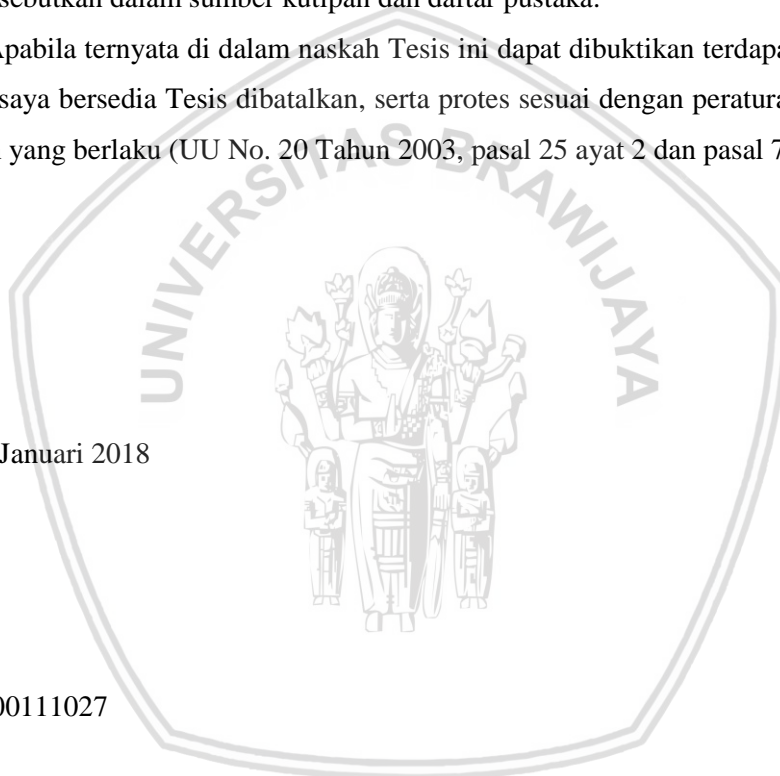 sebutkan dalam sumber kutipan dan daftar pustaka.
Apabila ternyata di dalam naskah Tesis ini dapat dibuktikan terdapa
saya bersedia Tesis dibatalkan, serta protes sesuai dengan peratura
yang berlaku (UU No. 20 Tahun 2003, pasal 25 ayat 2 dan pasal 7
UNIVERSITAS BRAWIJAYA
Januari 2018
00111027